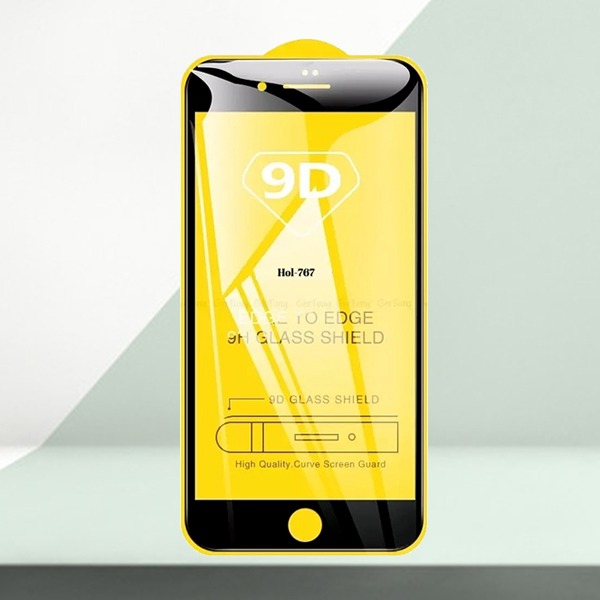 9D
Hol-767
EDGE TO EDGE
9H GLASS SHIELD
9D GLASS SHIELD
High Quality.Curve Screen Guard